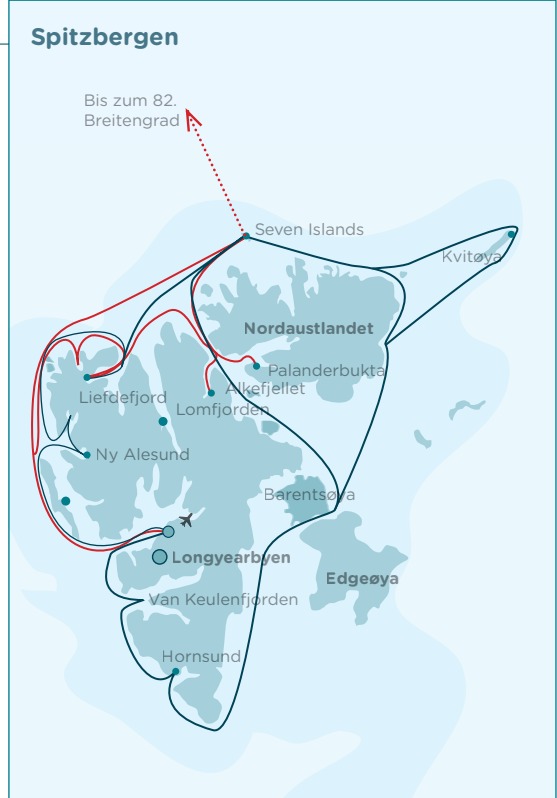 Spitzbergen
Bis zum 82.
Breitengrad
Seven Islands
Kvitøya
Nordaustlandet
Palanderbukta
Alkefjellet
Liefdefjord
Lomfjorden
Ny Alesund
Barentsøya
Longyearbyen
Edgeøya
Van Keulenfjorden
Hornsund